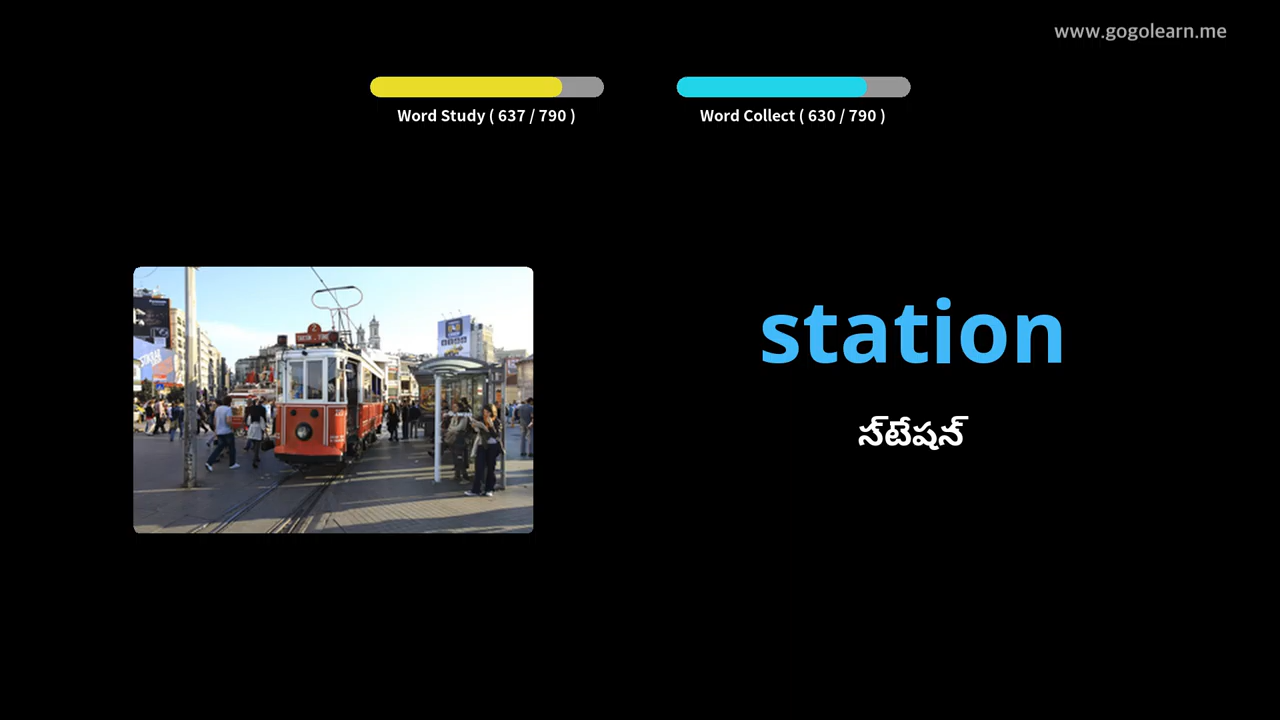 www.gogolearn.me
Word Study ( 637 / 790 )
Word Collect ( 630 / 790 )
station
స్‌టేషన్